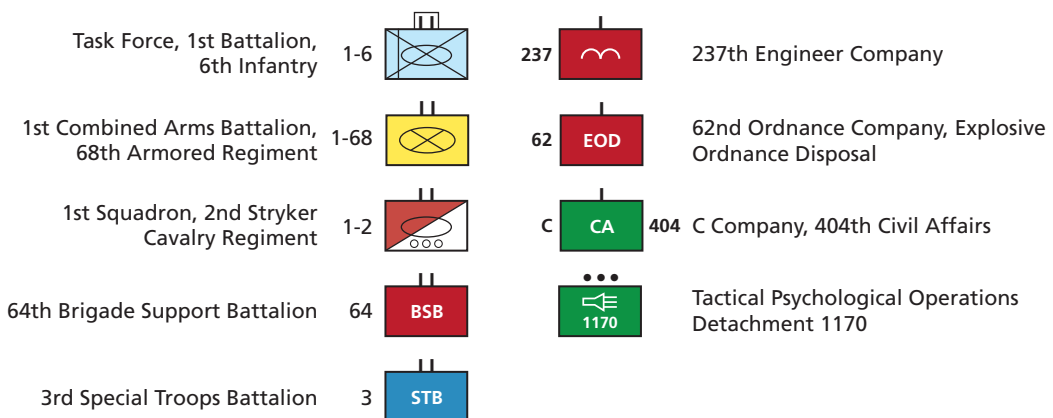 Task Force, 1st Battalion,
6th Infantry
1-6
1st Combined Arms Battalion,
68th Armored Regiment
1-68
1st Squadron, 2nd Stryker
Cavalry Regiment
1-2
64th Brigade Support Battalion
64
BSB
3rd Special Troops Battalion
3
STB
237
237th Engineer Company
62
EOD
62nd Ordnance Company, Explosive
Ordnance Disposal
C
CA
404
C Company, 404th Civil Affairs
1170
Tactical Psychological Operations
Detachment 1170